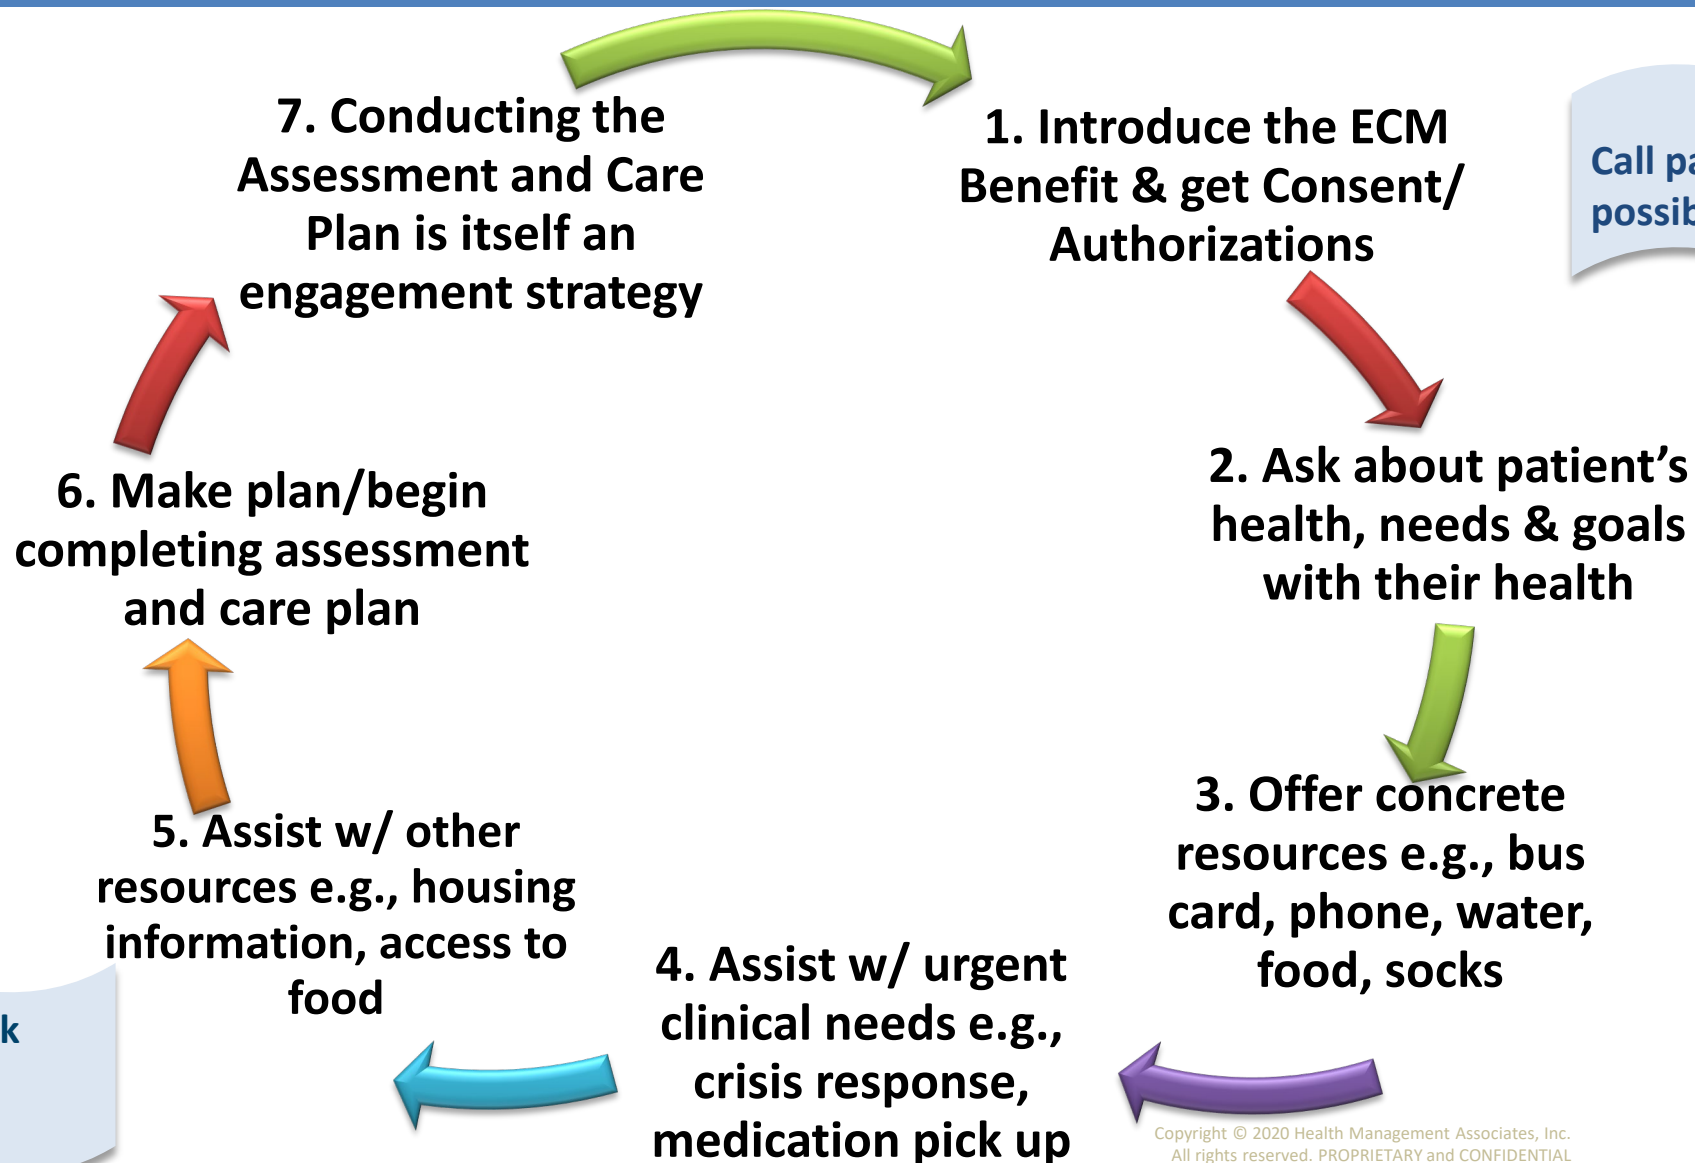 7. Conducting the
Assessment and Care
Plan is itself an
engagement strategy
1. Introduce the ECM
Benefit & get Consent/
Authorizations
Call
2. Ask about patient’s
health, needs & goals
with their health
3. Offer concrete
resources e.g., bus
card, phone, water,
food, socks
4. Assist w/ urgent
clinical needs e.g.,
crisis response,
medication pick up
5. Assist w/ other
resources e.g., housing
information, access to
food
6. Make plan/begin
completing assessment
and care plan
Copyright © 2020 Health Management Associates, Inc.
All rights reserved. PROPRIETARY and CONFIDENTIAL